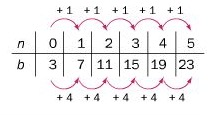 + 1 + 1 + 1 + 1 + 1
n 0 1 2 3 4 5
b 3 7 11 15 19 23
+ 4 + 4 + 4 + 4 + 4